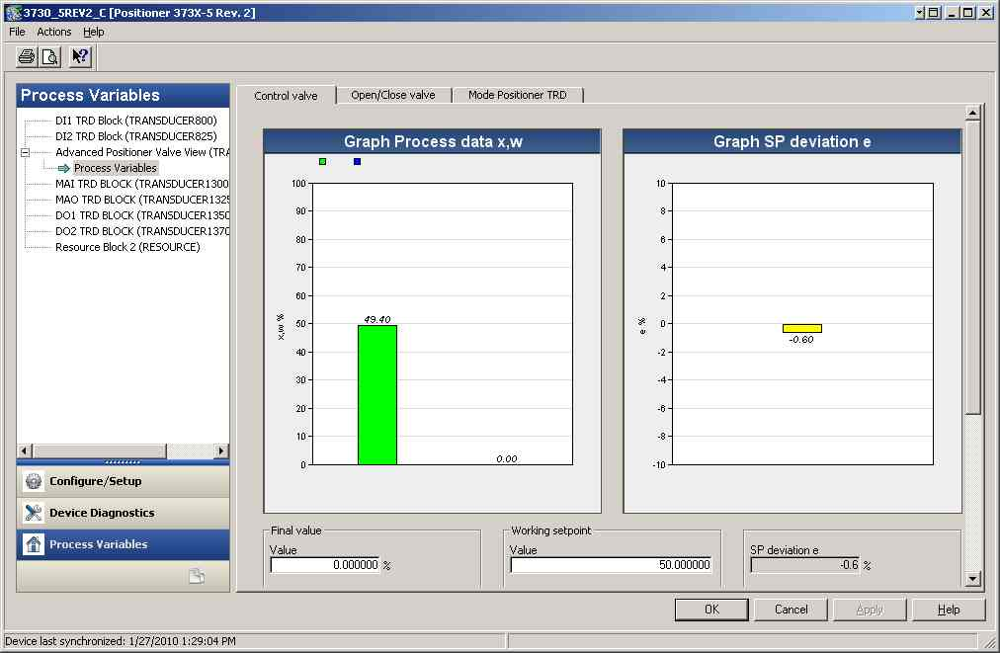 3730_5REV2_C [Positioner 373X-5 Rev. 2]
File Actions Help
Process Variables
DI1 TRD Block (TRANSDUCER800)
DI2 TRD Block (TRANSDUCER825)
Advanced Positioner Valve View (TRA
Process Variables
MAI TRD BLOCK (TRANSDUCER1300
MAO TRD BLOCK (TRANSDUCER1325
DO1 TRD BLOCK (TRANSDUCER1350
DO2 TRD BLOCK (TRANSDUCER1370
Resource Block 2 (RESOURCE)
Configure/Setup
Device Diagnostics
Process Variables
Control valve Open/Close valve Mode Positioner TRD
Graph Process data x,w
100
90
80
70
60
50
40
30
20
10
0
x,w %
49.40
0.00
Graph SP deviation e
10
8
6
4
2
0
-2
-4
-6
-8
-10
e %
-0.60
Final value
Value
0.000000 %
Working setpoint
Value
50.000000
SP deviation e
-0.6 %
OK Cancel Apply Help
Device last synchronized: 1/27/2010 1:29:04 PM